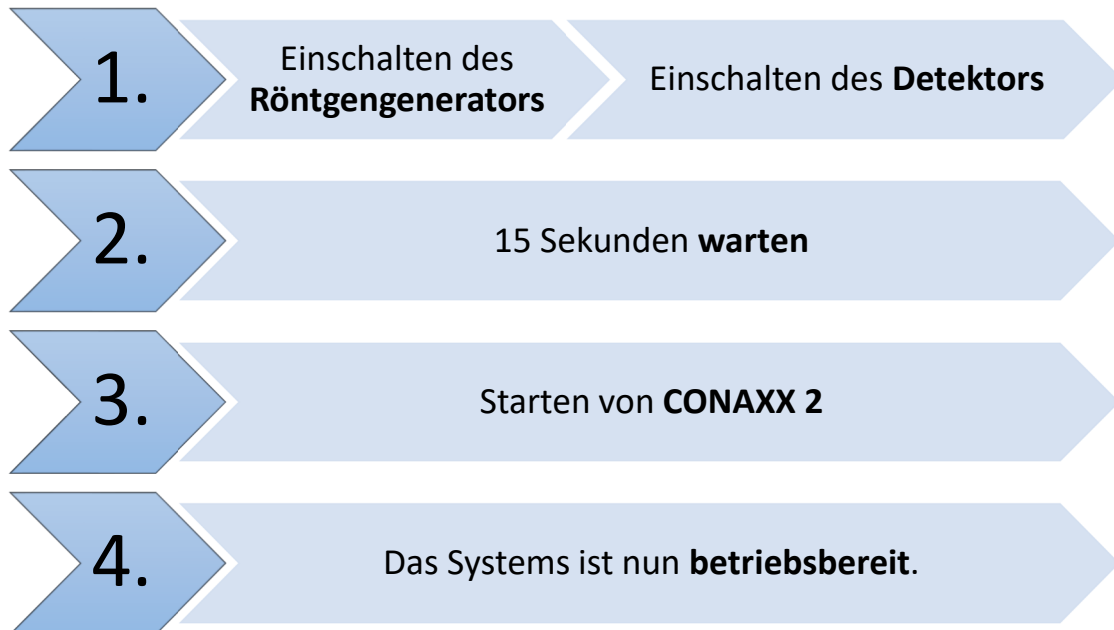 1.
Einschalten des
Röntgengenerators
Einschalten des Detektors
2.
15 Sekunden warten
3.
Starten von CONAXX 2
4.
Das Systems ist nun betriebsbereit.